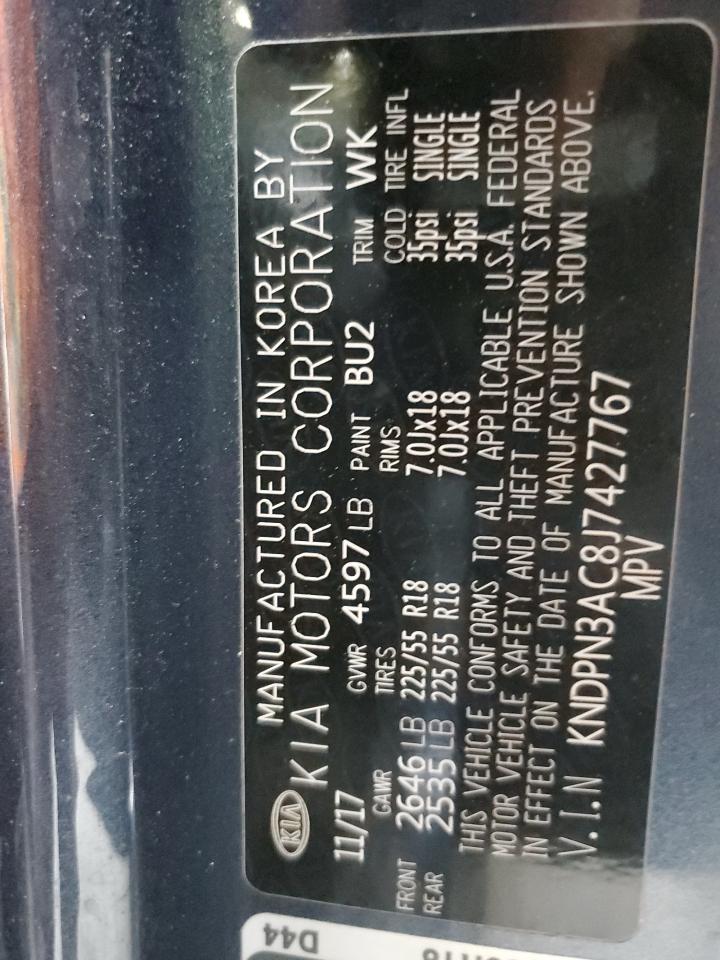 KIA
MANUFACTURED IN KOREA BY
KIA MOTORS CORPORATION
11/17 GVWR 4597 LB PAINT BU2 TRIM WK
GAWR TIRES RIMS COLD TIRE INFL
FRONT 2646 LB 225/55 R18 7.0Jx18 35psi SINGLE
REAR 2535 LB 225/55 R18 7.0Jx18 35psi SINGLE
THIS VEHICLE CONFORMS TO ALL APPLICABLE U.S.A. FEDERAL
MOTOR VEHICLE SAFETY AND THEFT PREVENTION STANDARDS
IN EFFECT ON THE DATE OF MANUFACTURE SHOWN ABOVE.
V.I.N KNDPN3AC8J7427767
MPV
D44